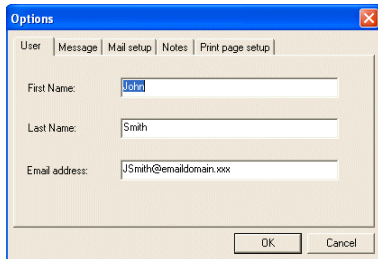 Options
User Message Mail setup Notes Print page setup
First Name: John
Last Name: Smith
Email address: JSmith@emaildomain.xxx
OK Cancel